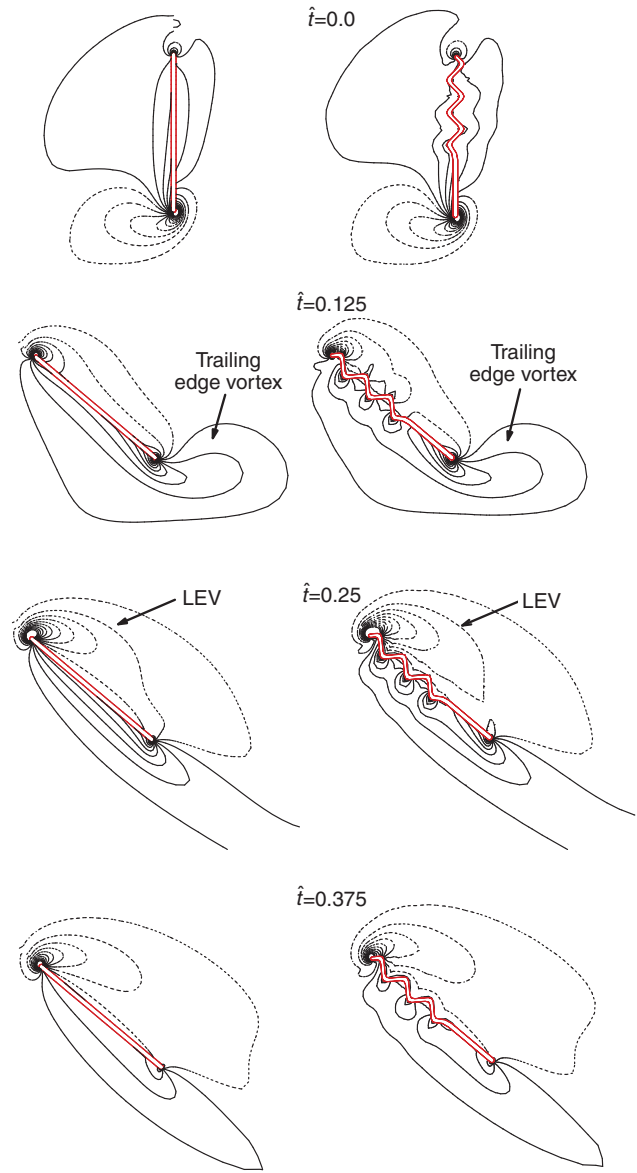 t̂=0.0
t̂=0.125
Trailing
edge vortex
Trailing
edge vortex
LEV
t̂=0.25
LEV
t̂=0.375